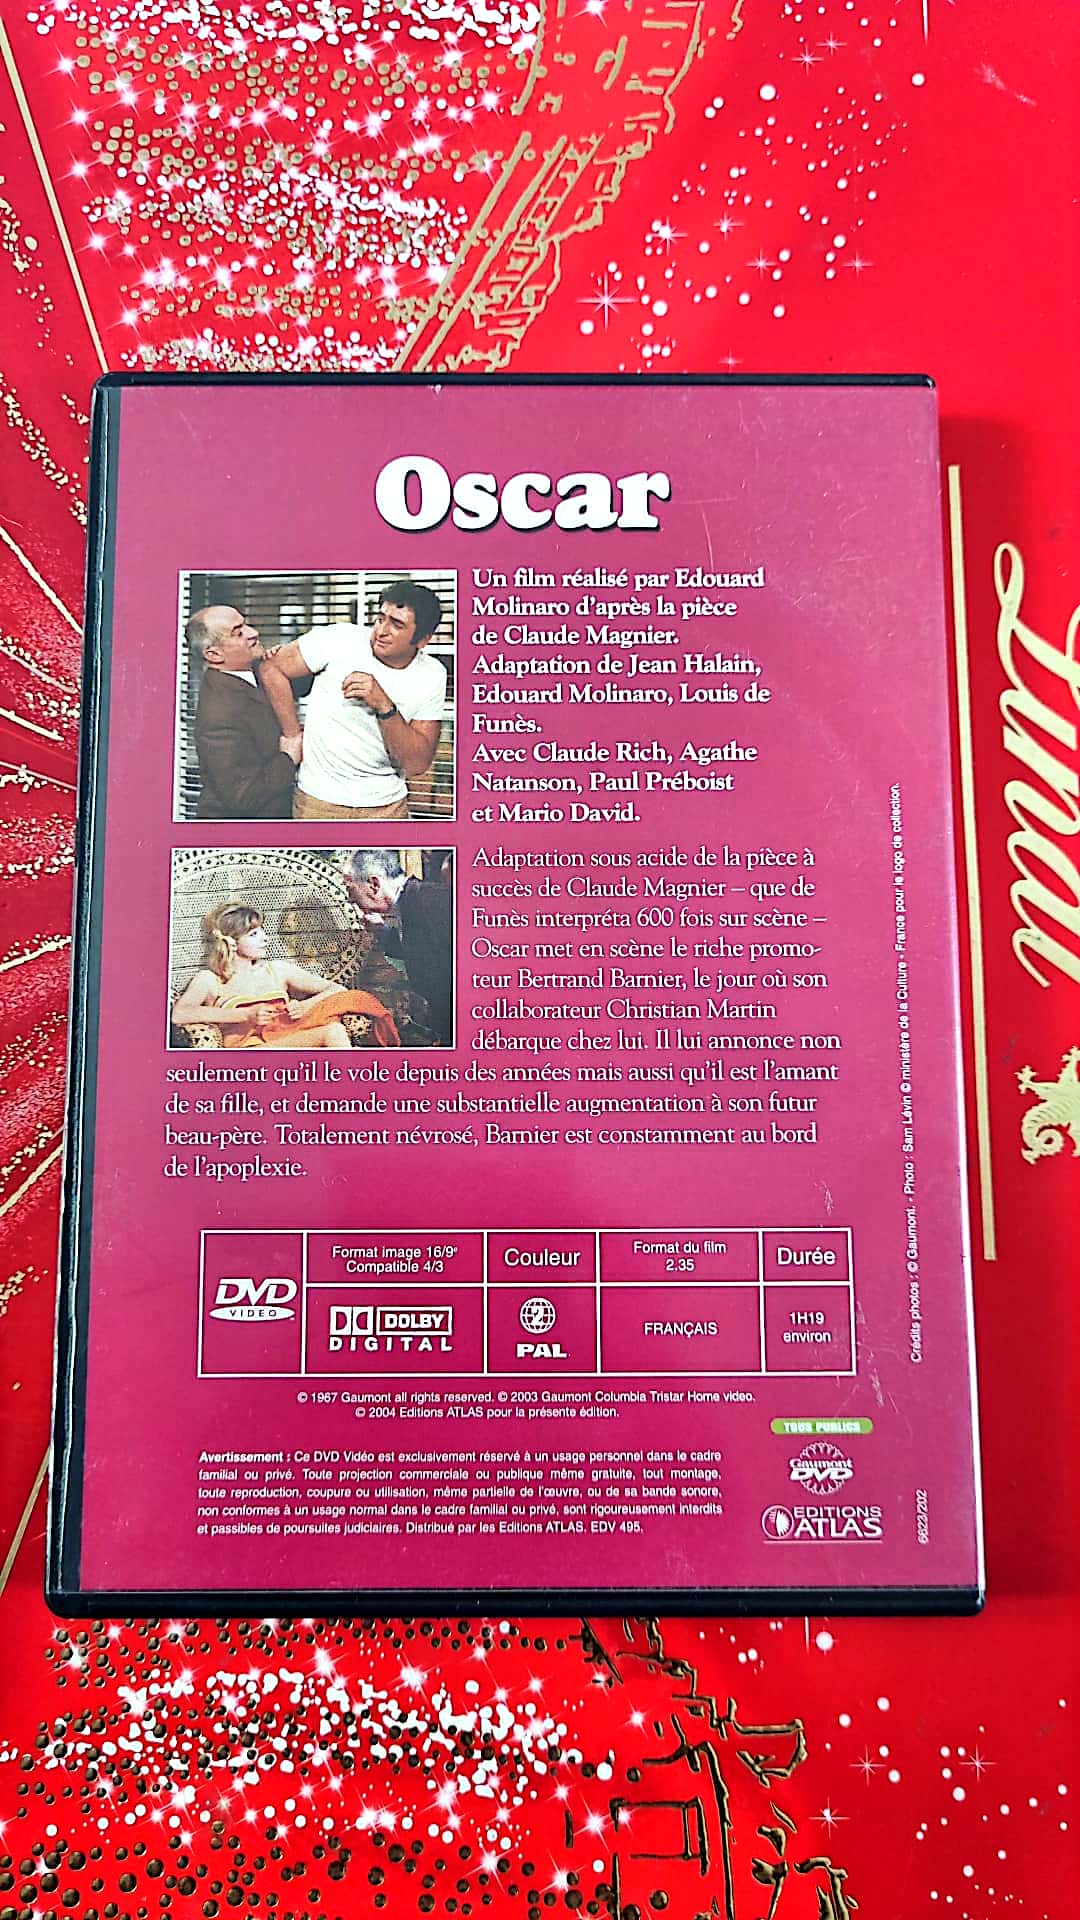 Oscar
Un film réalisé par Edouard
Molinaro d'après la pièce
de Claude Magnier.
Adaptation de Jean Halain,
Edouard Molinaro, Louis de
Funès.
Avec Claude Rich, Agathe
Natanson, Paul Préboist
et Mario David.
Adaptation sous acide de la pièce à
succès de Claude Magnier – que de
Funès interpréta 600 fois sur scène –
Oscar met en scène le riche promo-
teur Bertrand Barnier, le jour où son
collaborateur Christian Martin
débarque chez lui. Il lui annonce non
seulement qu'il le vole depuis des années mais aussi qu'il est l'amant
de sa fille, et demande une substantielle augmentation à son futur
beau-père. Totalement névrosé, Barnier est constamment au bord
de l'apoplexie.
DVD
VIDEO
Format image 16/9e
Compatible 4/3
Couleur
Format du film
2.35
Durée
DOLBY
DIGITAL
2
PAL
FRANÇAIS
1H19
environ
© 1967 Gaumont all rights reserved. © 2003 Gaumont Columbia Tristar Home video.
© 2004 Editions ATLAS pour la présente édition.
Avertissement : Ce DVD Vidéo est exclusivement réservé à un usage personnel dans le cadre
familial ou privé. Toute projection commerciale ou publique même gratuite, tout montage,
toute reproduction, coupure ou utilisation, même partielle de l'œuvre, ou de sa bande sonore,
non conformes à un usage normal dans le cadre familial ou privé, sont rigoureusement interdits
et passibles de poursuites judiciaires. Distribué par les Editions ATLAS. EDV 495.
TOUS PUBLICS
Gaumont
DVD
EDITIONS
ATLAS
6623/202
Crédits photos : © Gaumont. - Photo : Sam Lévin © ministère de la Culture - France pour le logo de collection.